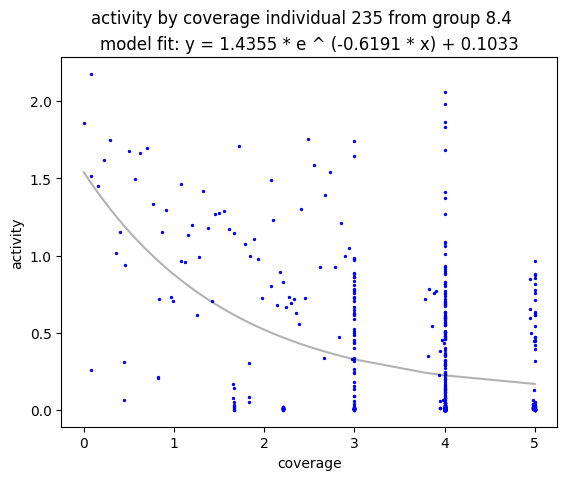 activity by coverage individual 235 from group 8.4
model fit: y = 1.4355 * e ^ (-0.6191 * x) + 0.1033
2.0
1.5
1.0
0.5
0.0
activity
0 1 2 3 4 5
coverage